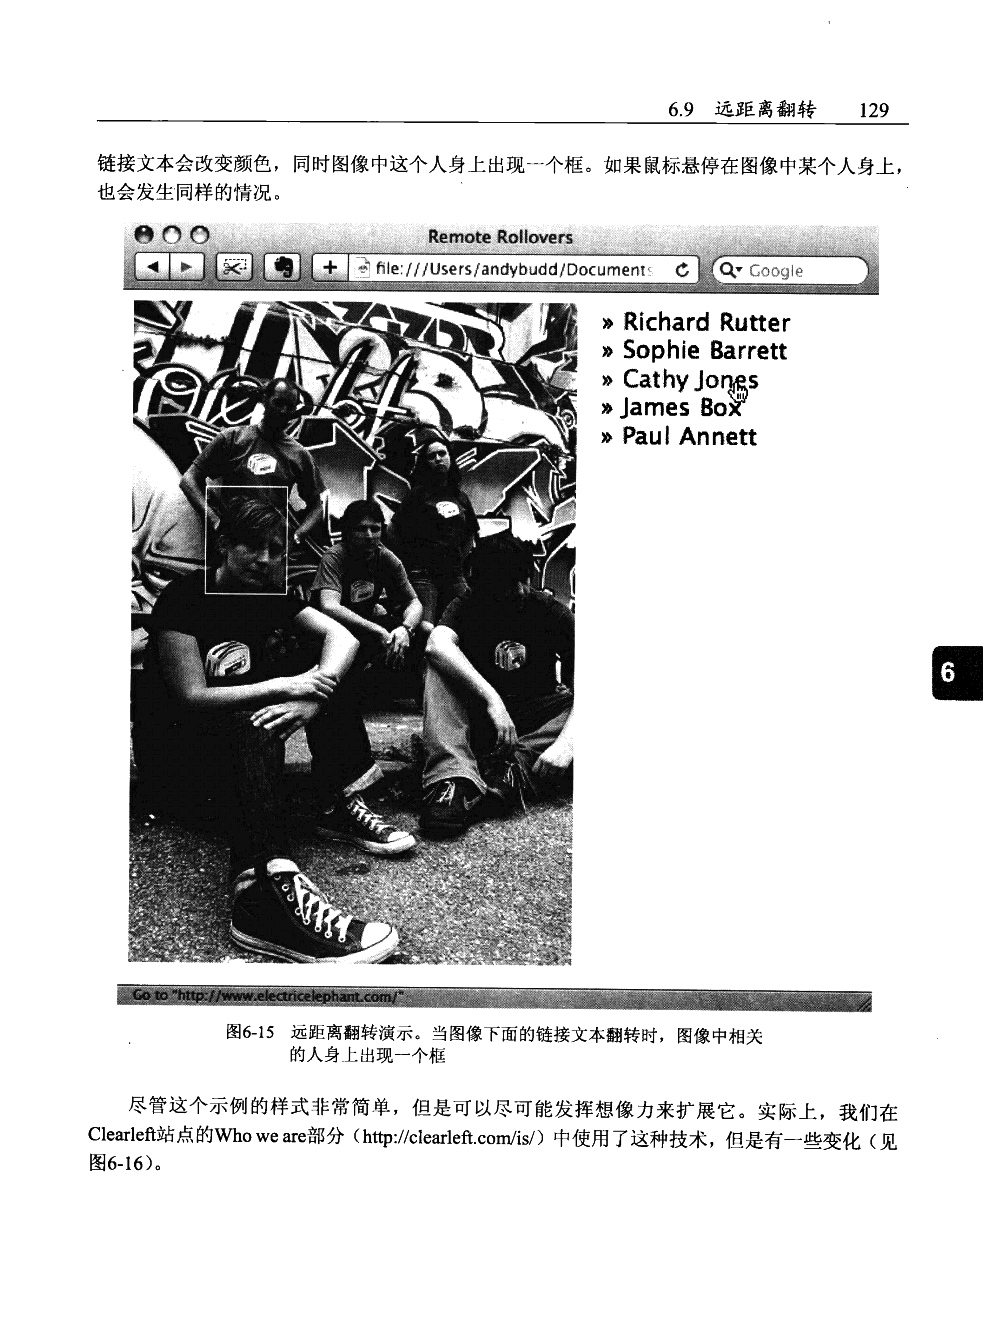 6.9 远距离翻转 129
链接文本会改变颜色，同时图像中这个人身上出现一个框。如果鼠标悬停在图像中某个人身上，
也会发生同样的情况。
Remote Rollovers
file:///Users/andybudd/Documents
Google
» Richard Rutter
» Sophie Barrett
» Cathy Jones
» James Box
» Paul Annett
6
Go to "http://www.electricelephant.com/"
图6-15 远距离翻转演示。当图像下面的链接文本翻转时，图像中相关
的人身上出现一个框
尽管这个示例的样式非常简单，但是可以尽可能发挥想像力来扩展它。实际上，我们在
Clearleft站点的Who we are部分（http://clearleft.com/is/）中使用了这种技术，但是有一些变化（见
图6-16）。